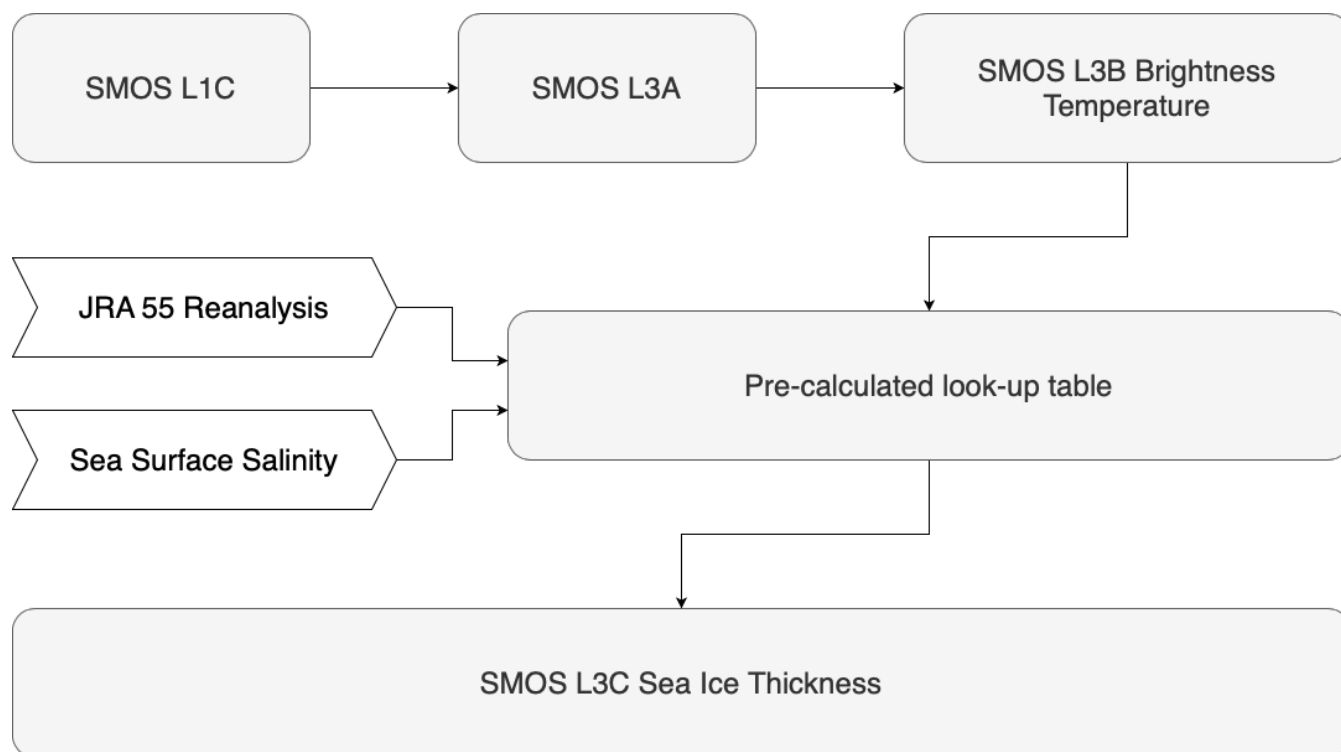 SMOS L1C
SMOS L3A
SMOS L3B Brightness
Temperature
JRA 55 Reanalysis
Sea Surface Salinity
Pre-calculated look-up table
SMOS L3C Sea Ice Thickness